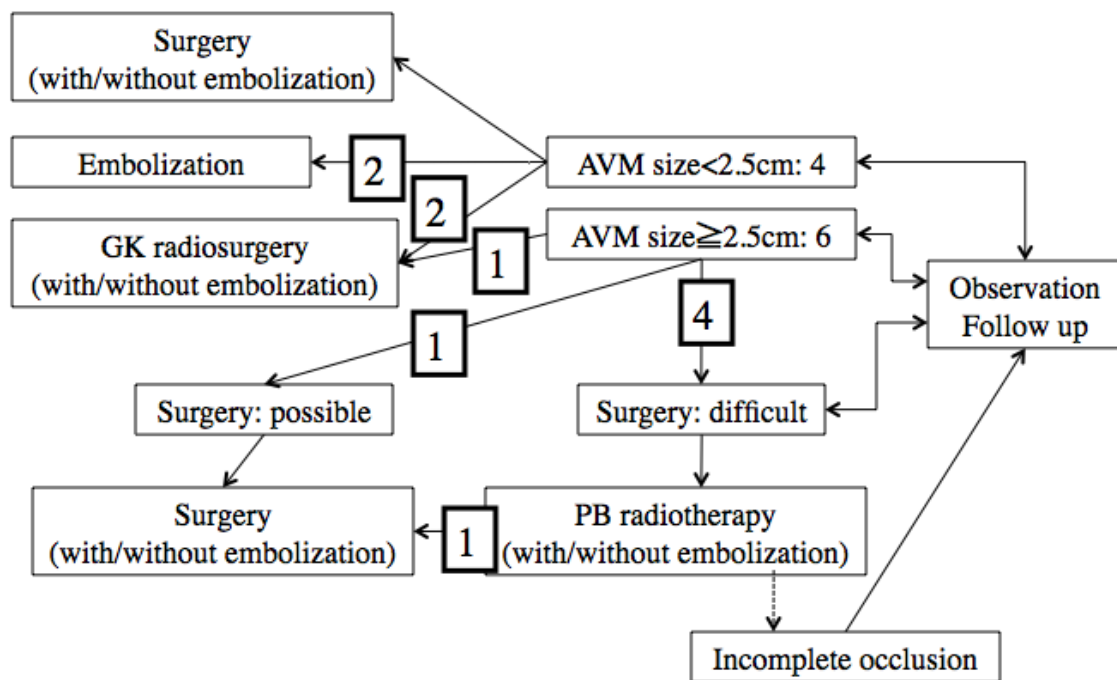 Surgery
(with/without embolization)
Embolization
2
AVM size<2.5cm: 4
2
GK radiosurgery
(with/without embolization)
1
AVM size≧2.5cm: 6
Observation
Follow up
1
4
Surgery: possible
Surgery: difficult
Surgery
(with/without embolization)
1
PB radiotherapy
(with/without embolization)
Incomplete occlusion